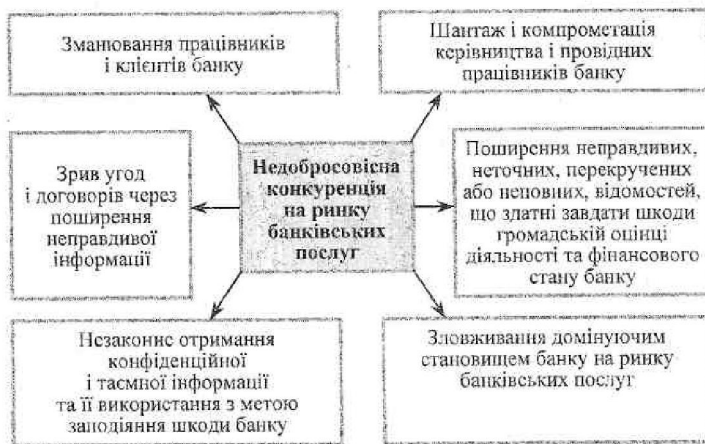 Зманювання працівників
і клієнтів банку
Шантаж і компрометація
керівництва і провідних
працівників банку
Зрив угод
і договорів через
поширення
неправдивої
інформації
Недобросовісна
конкуренція
на ринку
банківських
послуг
Поширення неправдивих,
неточних, перекручених
або неповних, відомостей,
що здатні завдати шкоди
громадській оцінці
діяльності та фінансового
стану банку
Незаконне отримання
конфіденційної
і таємної інформації
та її використання з метою
заподіяння шкоди банку
Зловживання домінуючим
становищем банку на ринку
банківських послуг